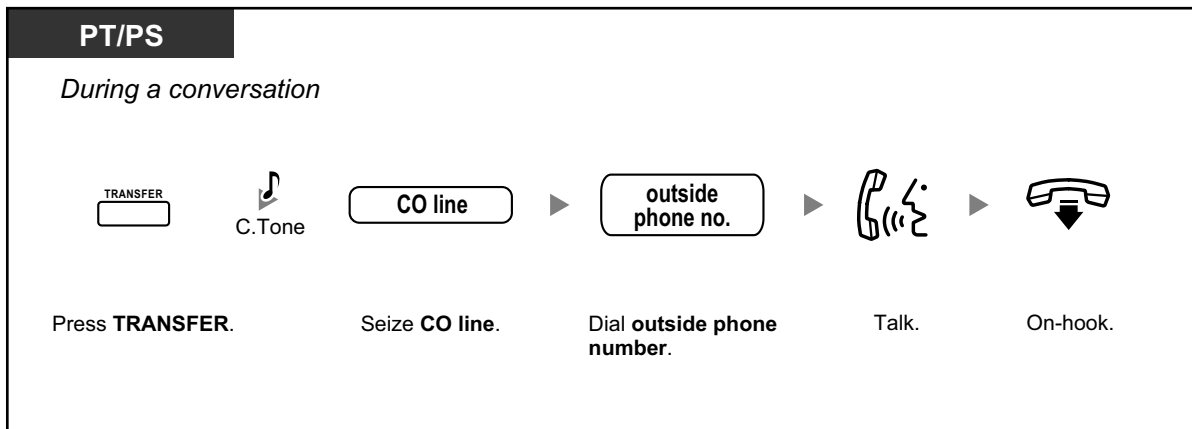 PT/PS
During a conversation
TRANSFER
C.Tone
CO line
outside
phone no.
Press TRANSFER.
Seize CO line.
Dial outside phone
number.
Talk.
On-hook.